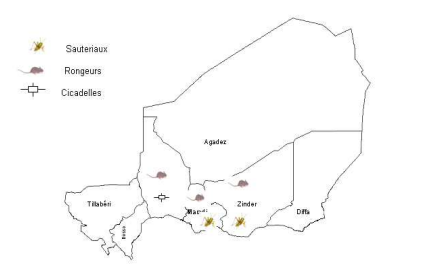 Sauteriaux
Rongeurs
Cicadelles
Agadez
Tillabéri
Zinder
Diffa